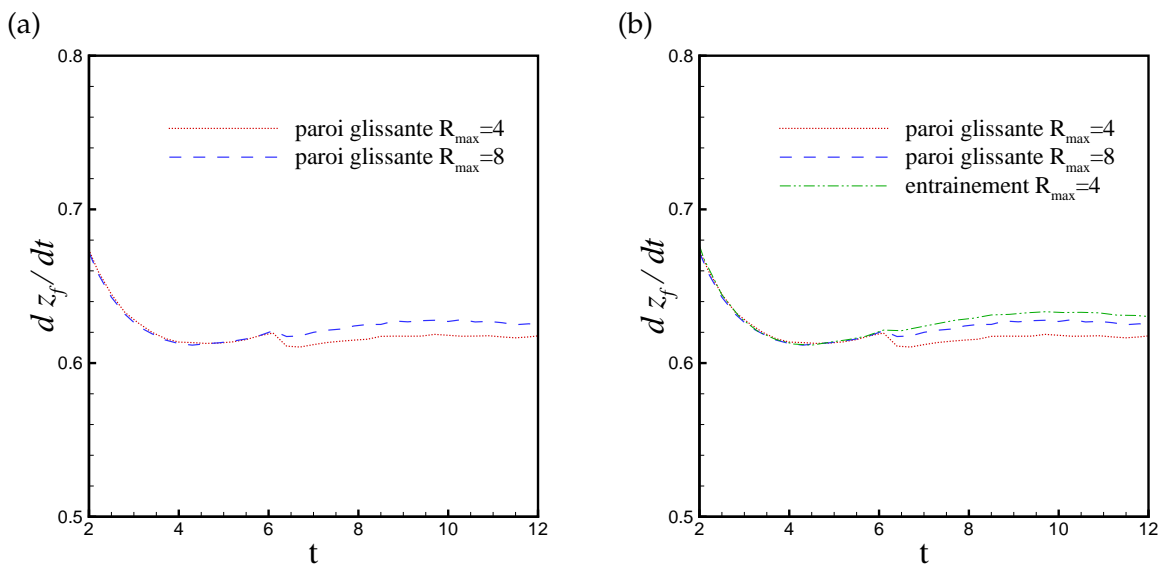 (a)
0.8
0.7
0.6
0.5
d z_f / dt
paroi glissante R_max=4
paroi glissante R_max=8
2 4 6 8 10 12
t
(b)
0.8
0.7
0.6
0.5
d z_f / dt
paroi glissante R_max=4
paroi glissante R_max=8
entrainement R_max=4
2 4 6 8 10 12
t